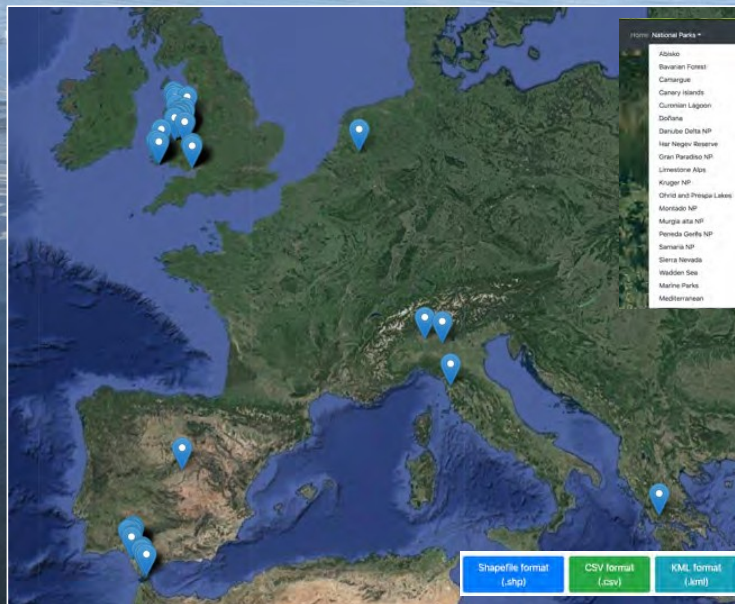 Home National Parks
Abisko
Bavarian Forest
Camargue
Canery Islands
Curonian Lagoon
Doñana
Danube Delta NP
Har Negev Reserve
Gran Paradiso NP
Limestone Alps
Kruger NP
Ohrid and Prespa Lakes
Montado NP
Murgia alta NP
Peneda Gerês NP
Samaria NP
Sierra Nevada
Wadden Sea
Marine Parks
Mediterranean
Shapefile format
(.shp)
CSV format
(.csv)
KML format
(.kml)